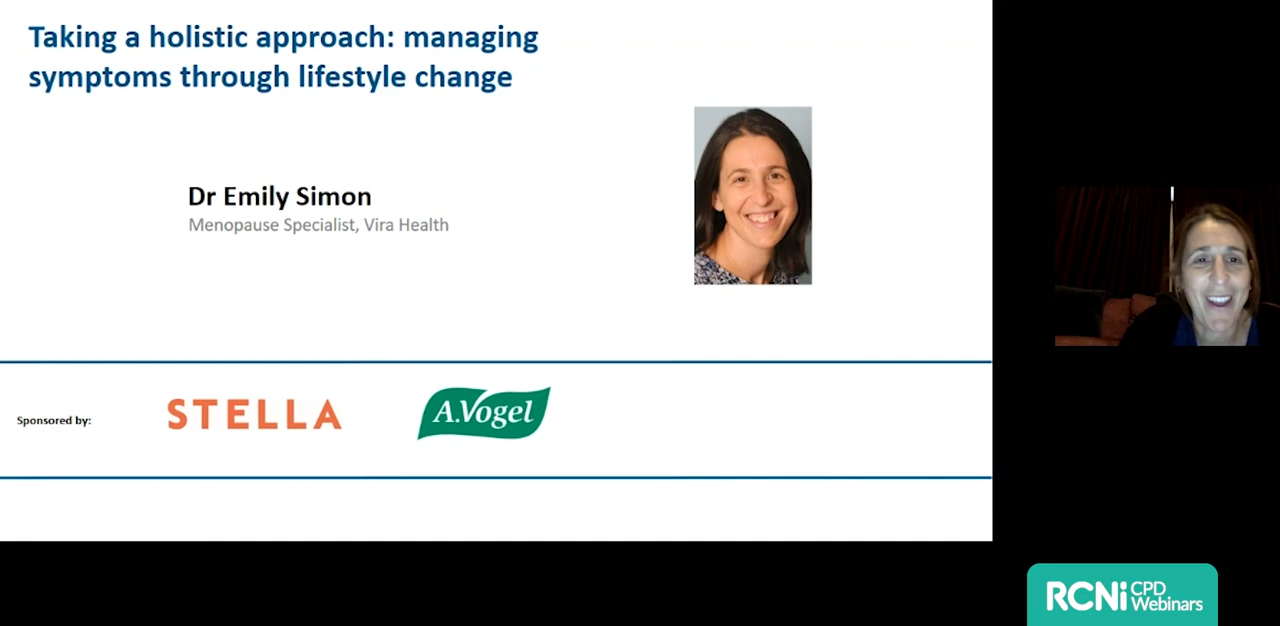 Taking a holistic approach: managing
symptoms through lifestyle change
Dr Emily Simon
Menopause Specialist, Vira Health
Sponsored by:
STELLA
A.Vogel
RCNi CPD
Webinars